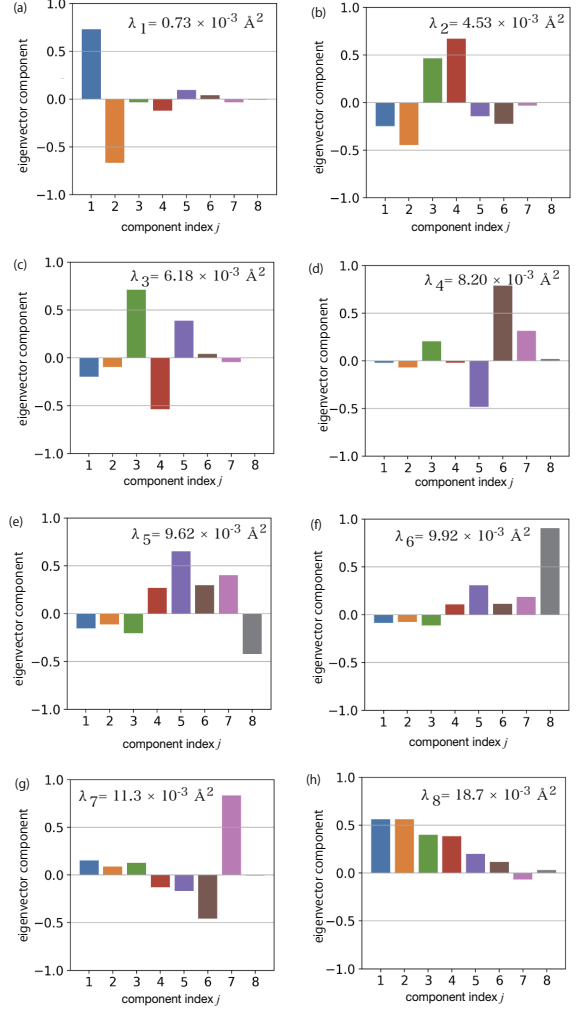 (a)
λ1= 0.73 × 10-3 Å2
1.0
0.5
0.0
−0.5
−1.0
eigenvector component
1 2 3 4 5 6 7 8
component index j
(b)
λ2= 4.53 × 10-3 Å2
1.0
0.5
0.0
−0.5
−1.0
eigenvector component
1 2 3 4 5 6 7 8
component index j
(c)
λ3= 6.18 × 10-3 Å2
1.0
0.5
0.0
−0.5
−1.0
eigenvector component
1 2 3 4 5 6 7 8
component index j
(d)
λ4= 8.20 × 10-3 Å2
1.0
0.5
0.0
−0.5
−1.0
eigenvector component
1 2 3 4 5 6 7 8
component index j
(e)
λ5= 9.62 × 10-3 Å2
1.0
0.5
0.0
−0.5
−1.0
eigenvector component
1 2 3 4 5 6 7 8
component index j
(f)
λ6= 9.92 × 10-3 Å2
1.0
0.5
0.0
−0.5
−1.0
eigenvector component
1 2 3 4 5 6 7 8
component index j
(g)
λ7= 11.3 × 10-3 Å2
1.0
0.5
0.0
−0.5
−1.0
eigenvector component
1 2 3 4 5 6 7 8
component index j
(h)
λ8= 18.7 × 10-3 Å2
1.0
0.5
0.0
−0.5
−1.0
eigenvector component
1 2 3 4 5 6 7 8
component index j